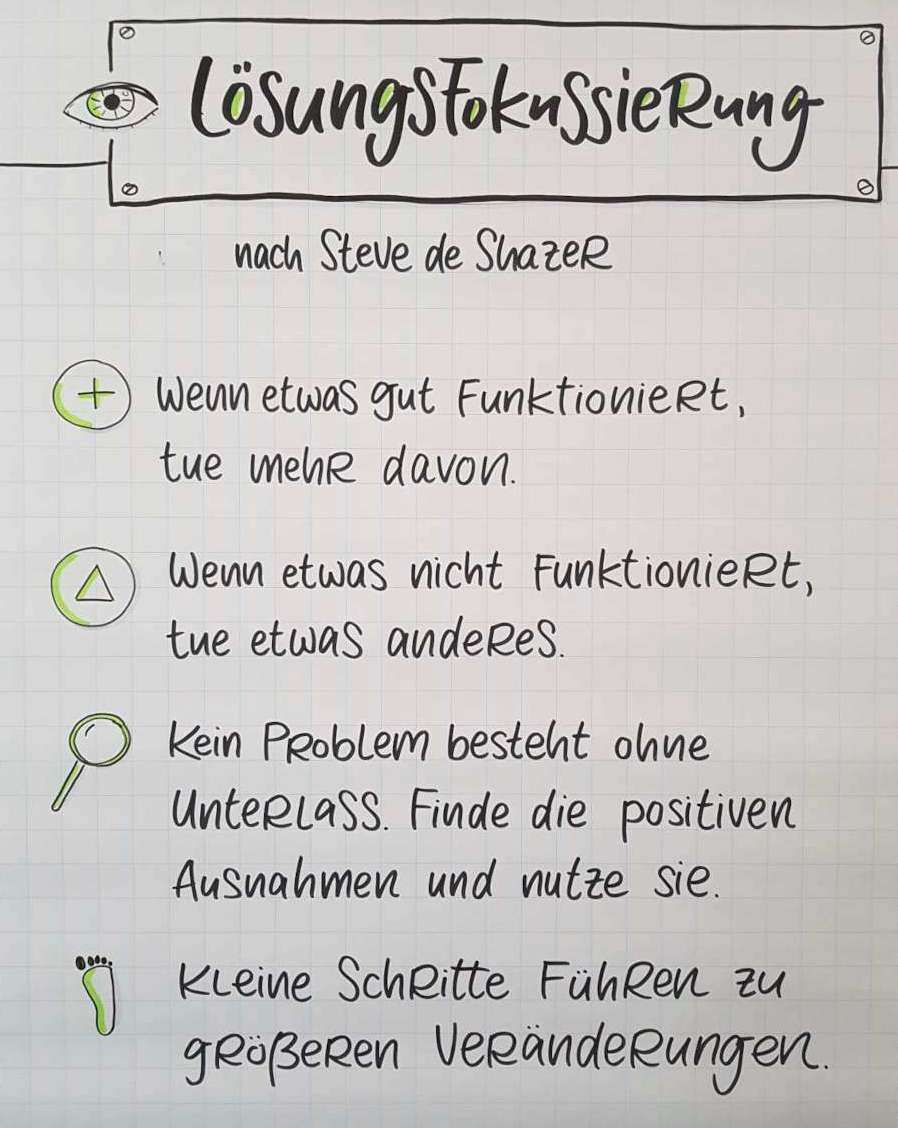 Lösungsfokussierung
nach Steve de Shazer
Wenn etwas gut funktioniert,
tue mehr davon.
Wenn etwas nicht funktioniert,
tue etwas anderes.
Kein Problem besteht ohne
Unterlass. Finde die positiven
Ausnahmen und nutze sie.
Kleine Schritte führen zu
größeren Veränderungen.